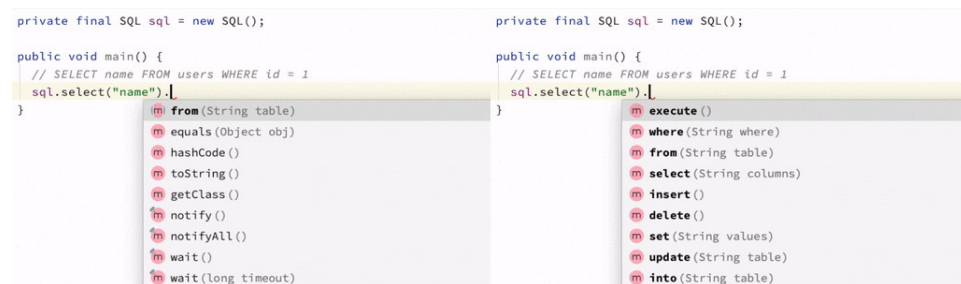 private final SQL sql = new SQL();
public void main() {
// SELECT name FROM users WHERE id = 1
sql.select("name").
}
m from(String table)
m equals(Object obj)
m hashCode()
m toString()
m getClass()
m notify()
m notifyAll()
m wait()
m wait(long timeout)
private final SQL sql = new SQL();
public void main() {
// SELECT name FROM users WHERE id = 1
sql.select("name").
}
m execute()
m where(String where)
m from(String table)
m select(String columns)
m insert()
m delete()
m set(String values)
m update(String table)
m into(String table)